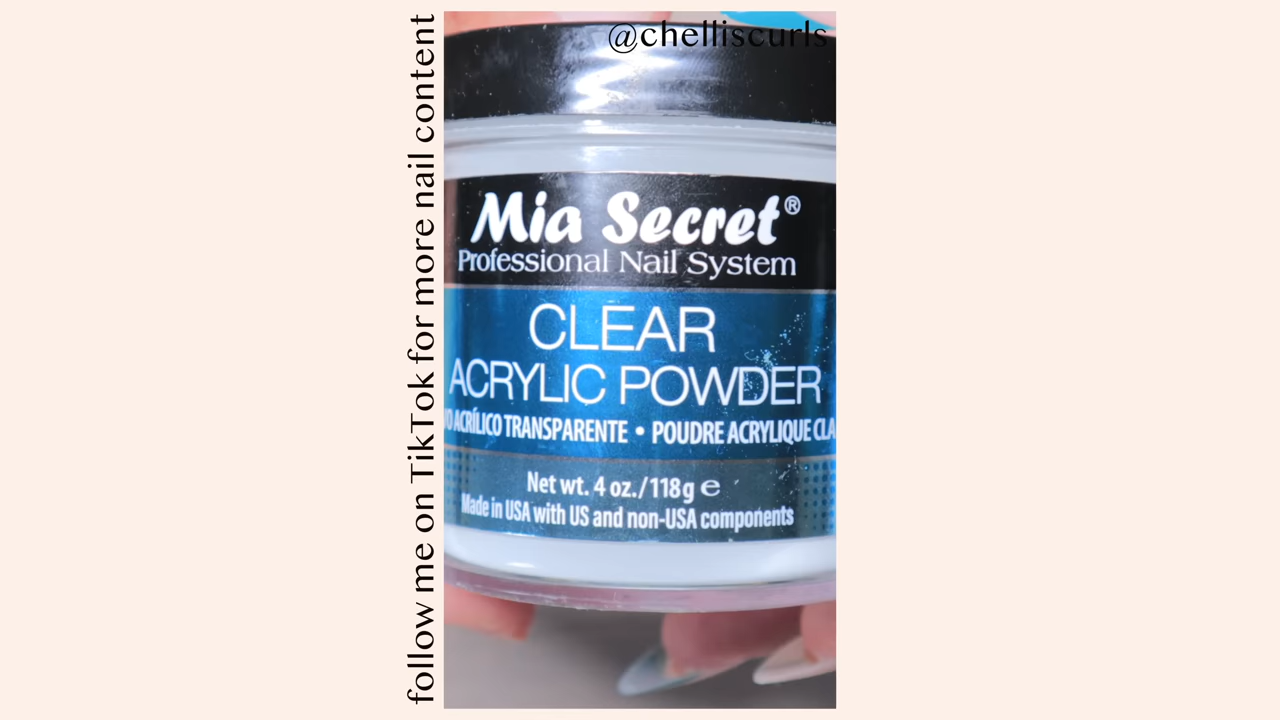 follow me on TikTok for more nail content
@chelliscurls
Mia Secret®
Professional Nail System
CLEAR
ACRYLIC POWDER
ACRÍLICO TRANSPARENTE • POUDRE ACRYLIQUE
Net wt. 4 oz./118g e
Made in USA with US and non-USA components